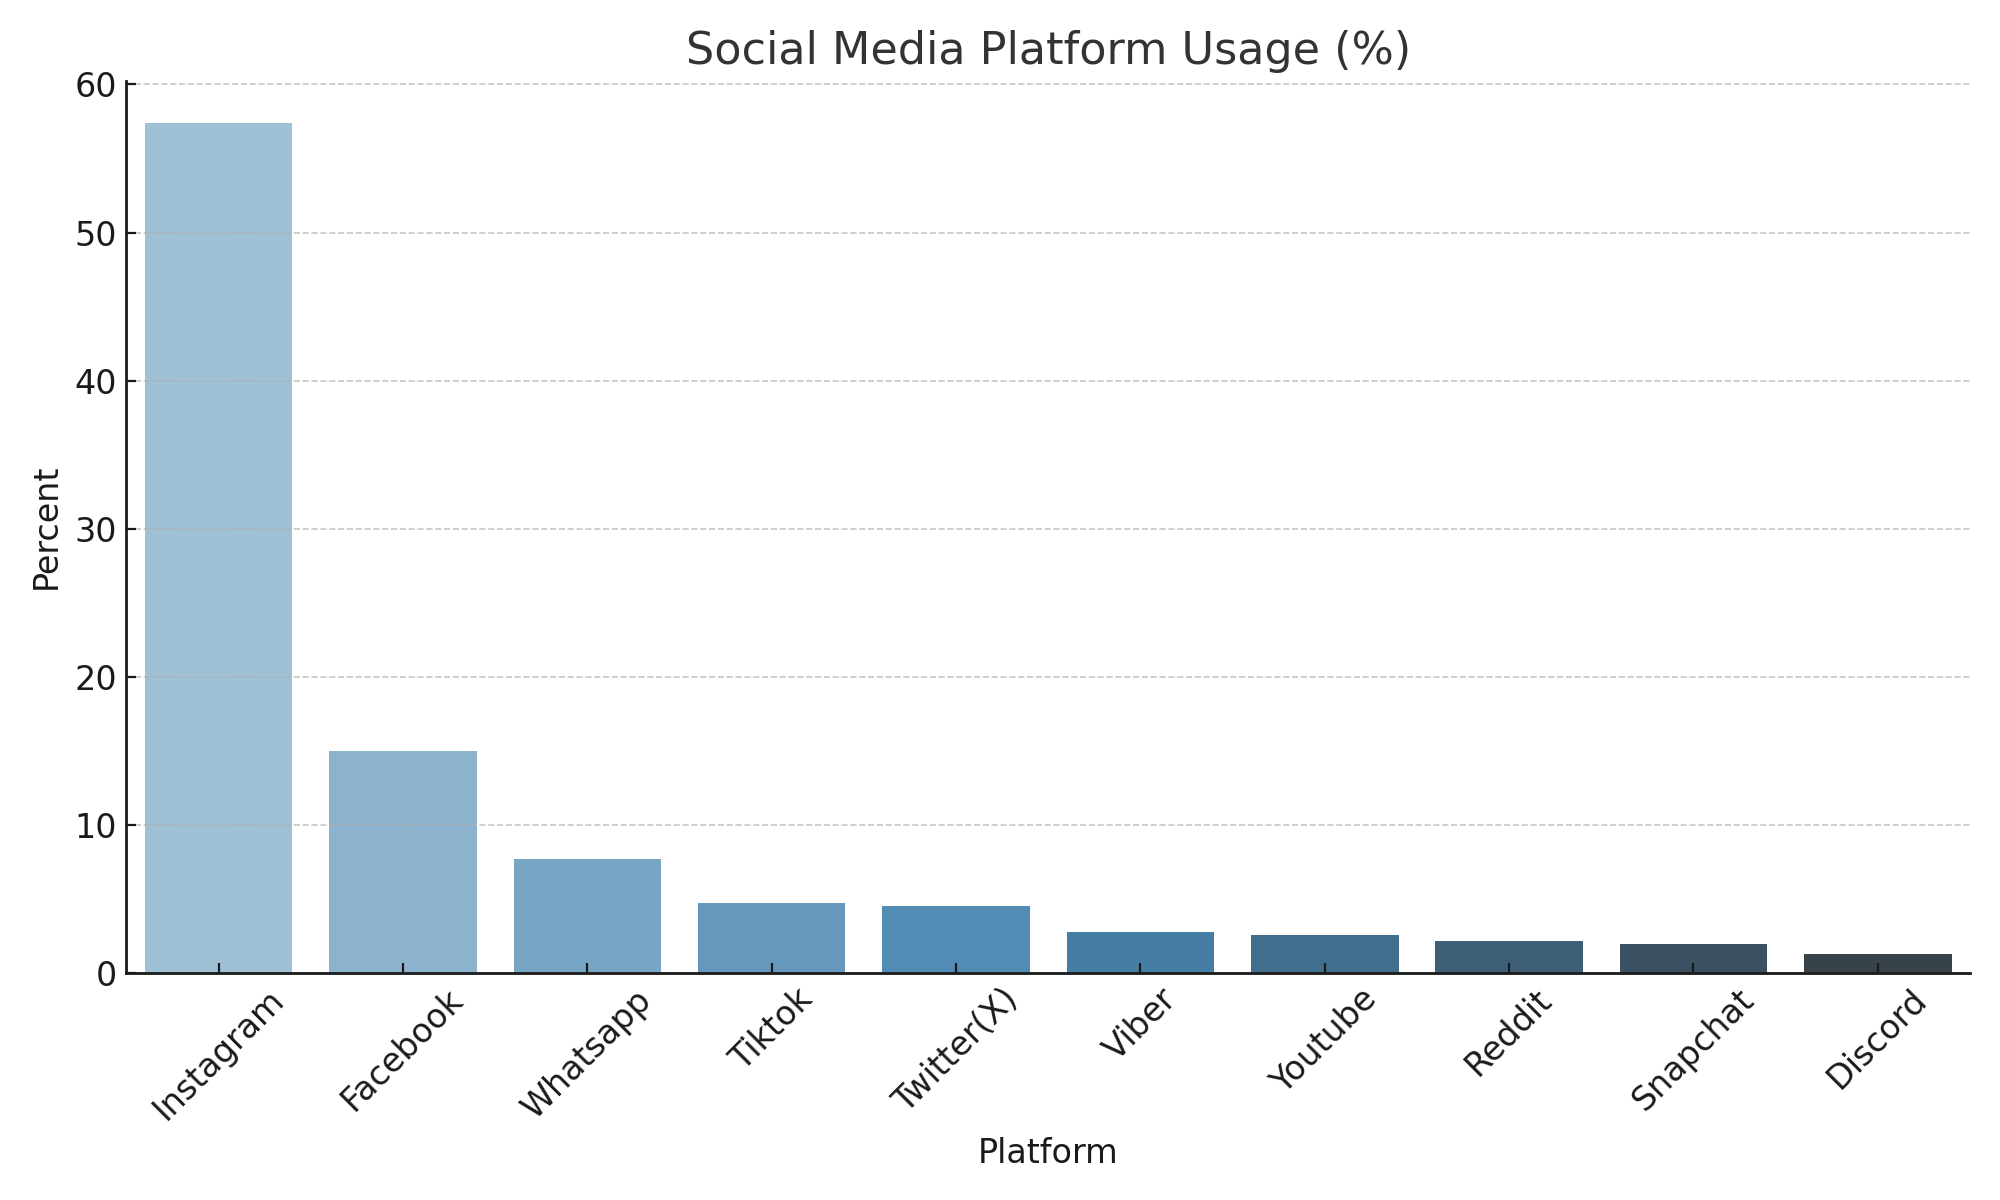 Social Media Platform Usage (%)
60
50
40
30
20
10
0
Percent
Instagram
Facebook
Whatsapp
Tiktok
Twitter(X)
Viber
Youtube
Reddit
Snapchat
Discord
Platform